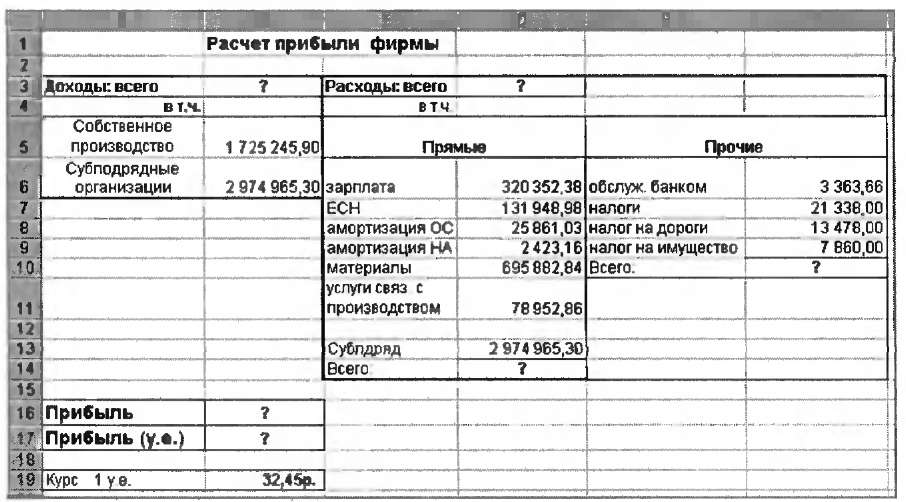 1 Расчет прибыли фирмы
2
3 Доходы: всего ? Расходы: всего ?
4 в т.ч. в т.ч.
Собственное
5 производство 1 725 245,90 Прямые Прочие
Субподрядные
6 организации 2 974 965,30 зарплата 320 352,38 обслуж. банком 3 363,66
7 ЕСН 131 948,98 налоги 21 338,00
8 амортизация ОС 25 861,03 налог на дороги 13 478,00
9 амортизация НА 2 423,16 налог на имущество 7 860,00
10 материалы 695 882,84 Всего: ?
услуги связ. с
11 производством 78 952,86
12
13 Субпдряд 2 974 965,30
14 Всего: ?
15
16 Прибыль ?
17 Прибыль (у.е.) ?
18
19 Курс 1 у.е. 32,45р.